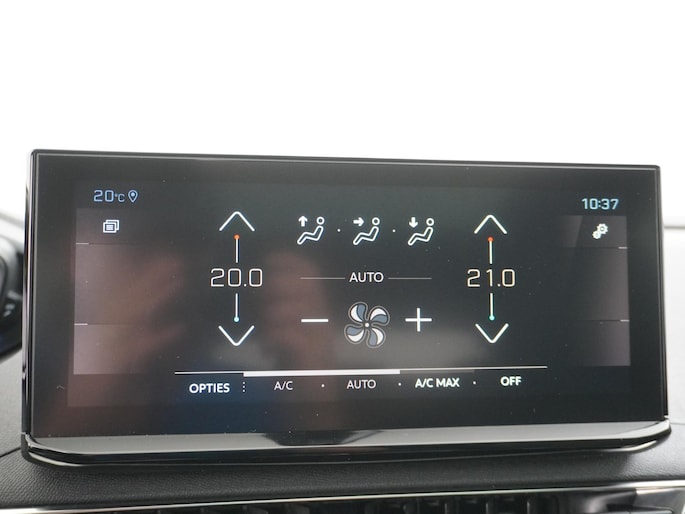 20°C 10:37
20.0 AUTO 21.0
OPTIES A/C AUTO A/C MAX OFF